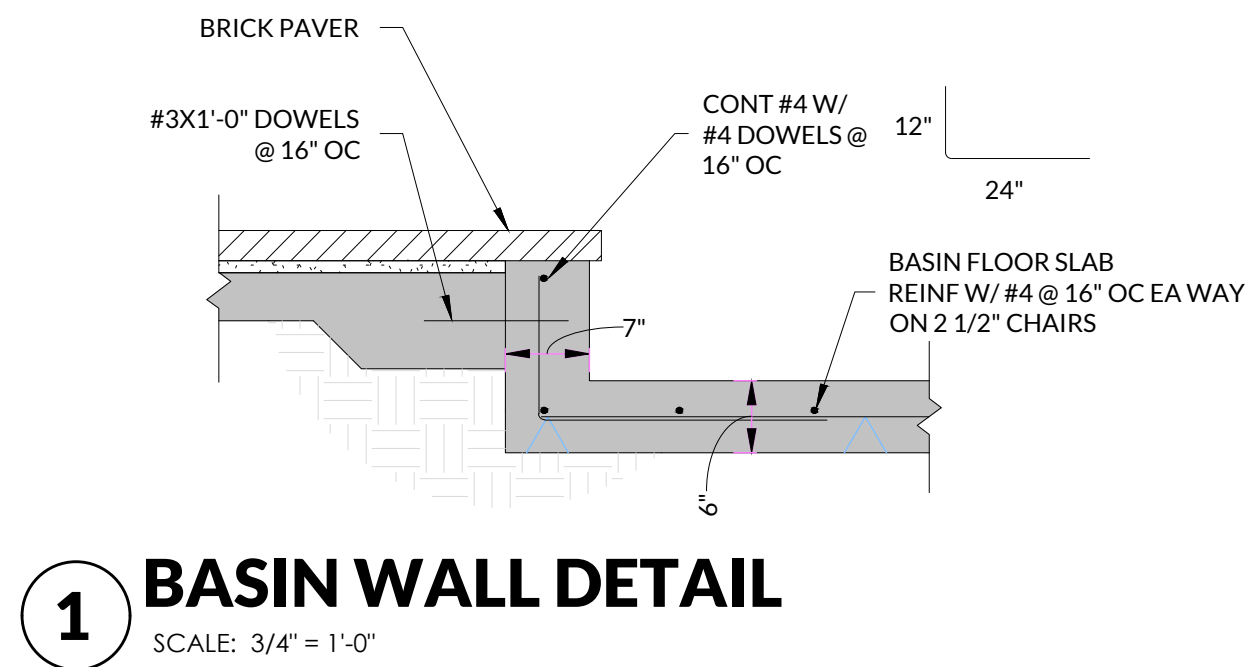 BRICK PAVER
#3X1'-0" DOWELS
@ 16" OC
CONT #4 W/
#4 DOWELS @
16" OC
12"
24"
BASIN FLOOR SLAB
REINF W/ #4 @ 16" OC EA WAY
ON 2 1/2" CHAIRS
7"
6"
1
BASIN WALL DETAIL
SCALE: 3/4" = 1'-0"